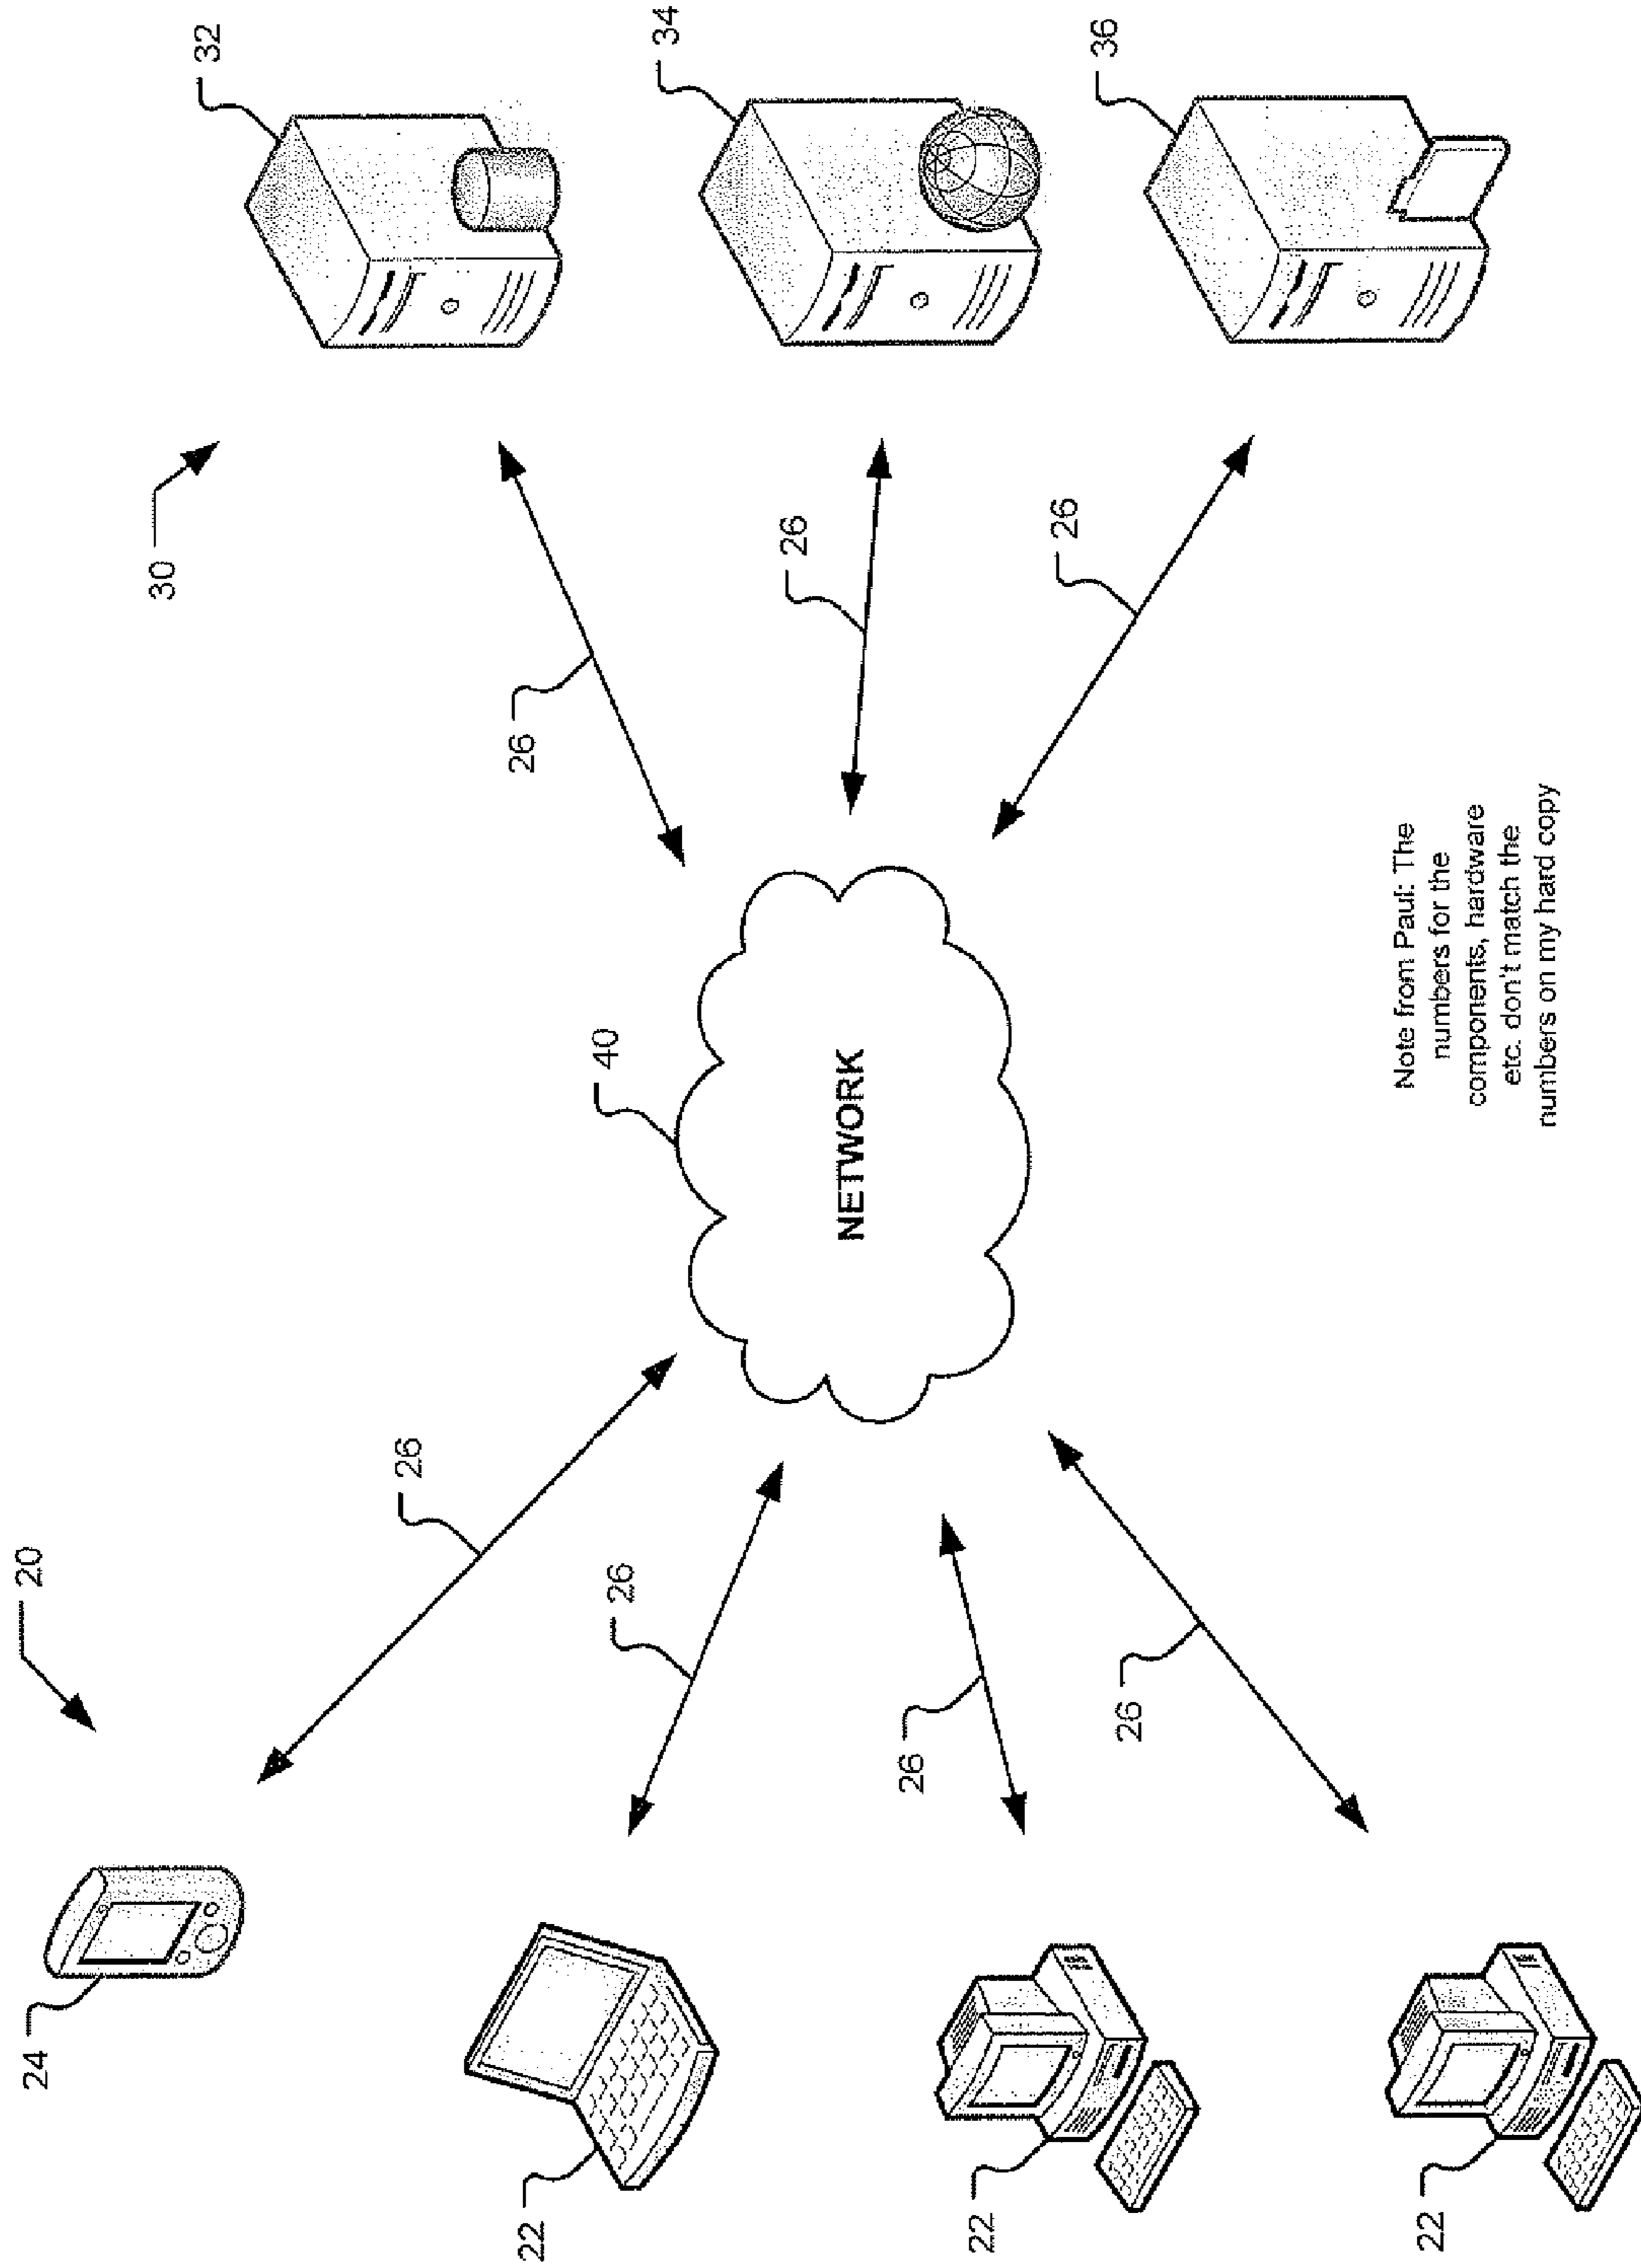 24
20
30
32
26
26
22
40
26
34
26
NETWORK
26
22
26
36
26
22
Note from Paul: The
numbers for the
components, hardware
etc. don't match the
numbers on my hard copy